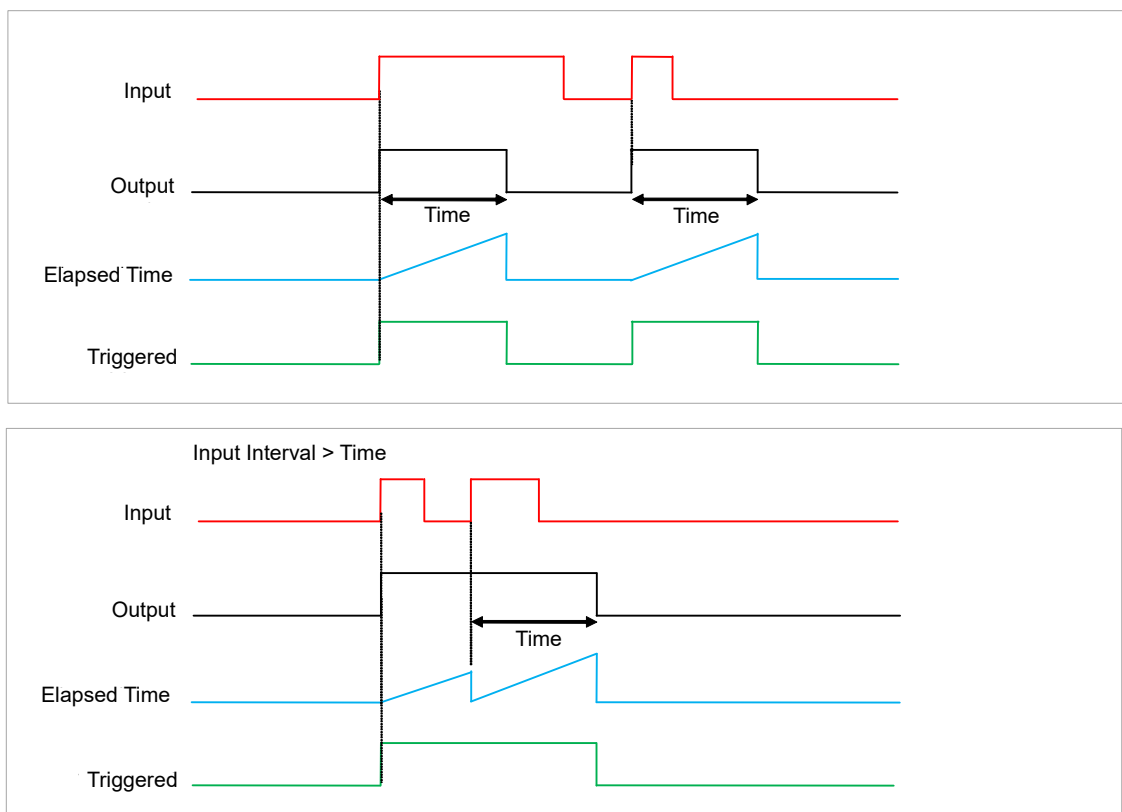 Input
Output
Time
Time
Elapsed Time
Triggered
Input Interval > Time
Input
Output
Time
Elapsed Time
Triggered